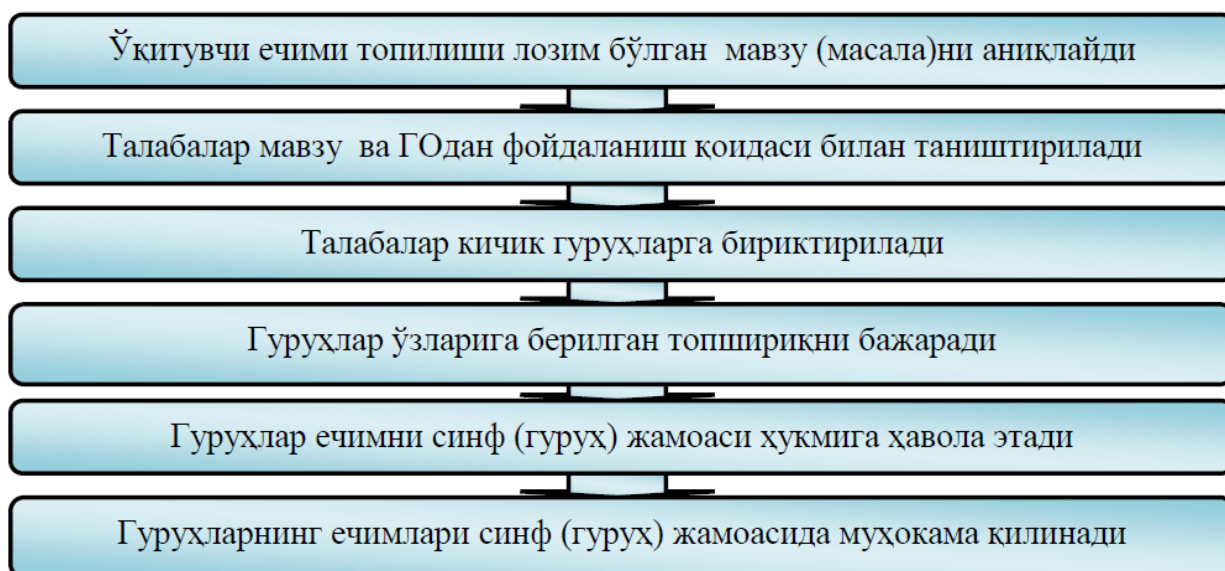 Ўқитувчи ечими топилиши лозим бўлган мавзу (масала)ни аниқлайди
Талабалар мавзу ва ГОдан фойдаланиш қоидаси билан таништирилади
Талабалар кичик гуруҳларга бириктирилади
Гуруҳлар ўзларига берилган топшириқни бажаради
Гуруҳлар ечимни синф (гуруҳ) жамоаси ҳукмига ҳавола этади
Гуруҳларнинг ечимлари синф (гуруҳ) жамоасида муҳокама қилинади